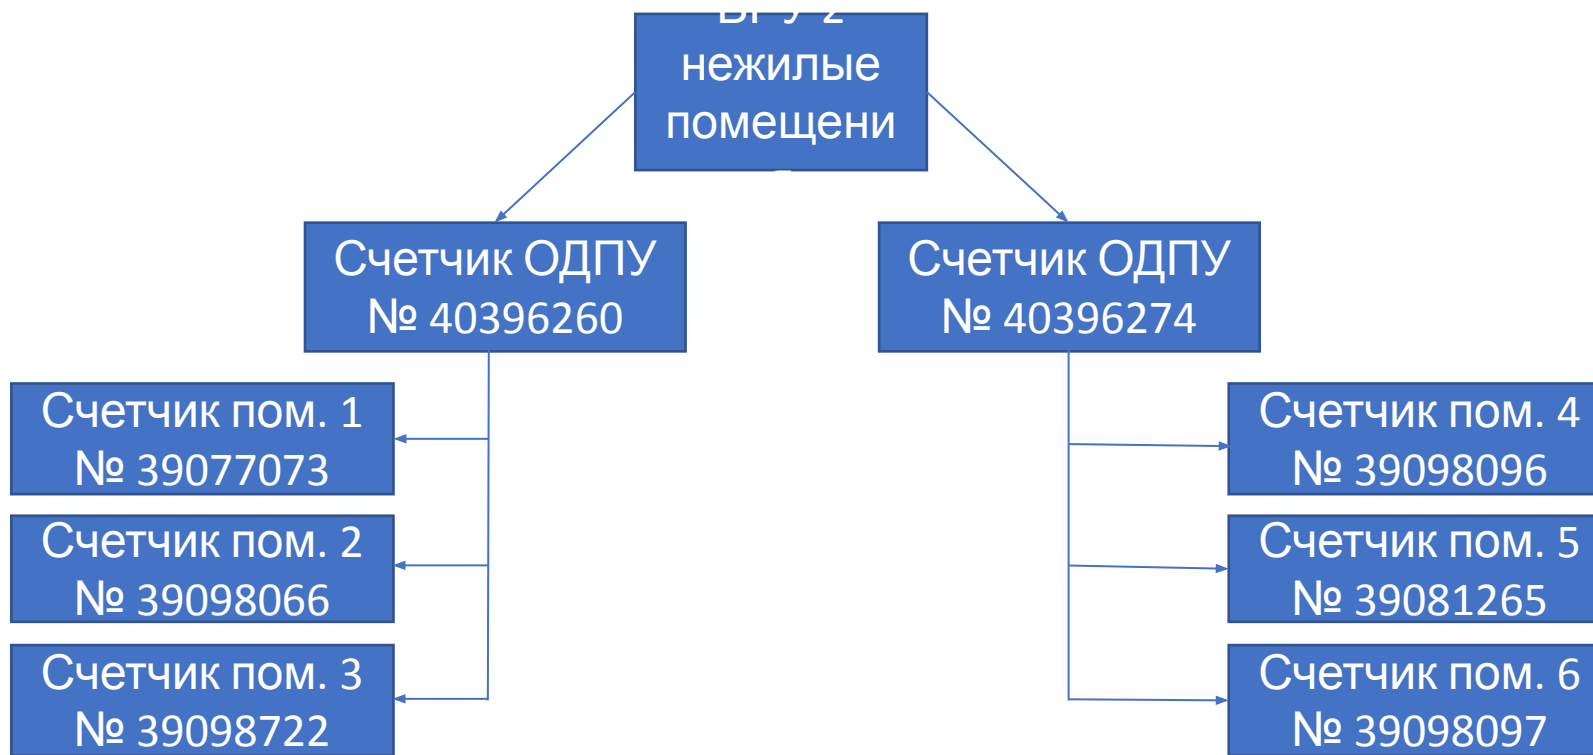 ВРУ 2
нежилые
помещени
Счетчик ОДПУ
№ 40396260
Счетчик ОДПУ
№ 40396274
Счетчик пом. 1
№ 39077073
Счетчик пом. 2
№ 39098066
Счетчик пом. 3
№ 39098722
Счетчик пом. 4
№ 39098096
Счетчик пом. 5
№ 39081265
Счетчик пом. 6
№ 39098097